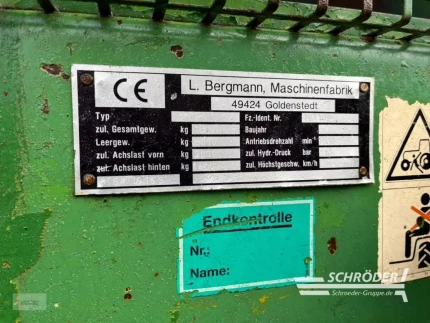 CE
L. Bergmann, Maschinenfabrik
49424 Goldenstedt
Typ
Fz.-Ident. Nr.
zul. Gesamtgew. kg
Baujahr
Leergew. kg
Antriebsdrehzahl min
zul. Achslast vorn kg
zul. Hydr.-Druck bar
zul. Achslast hinten kg
zul. Höchstgeschw. km/h
Endkontrolle
Nr.:
Name:
SCHRÖDER
Schroeder-Gruppe.de